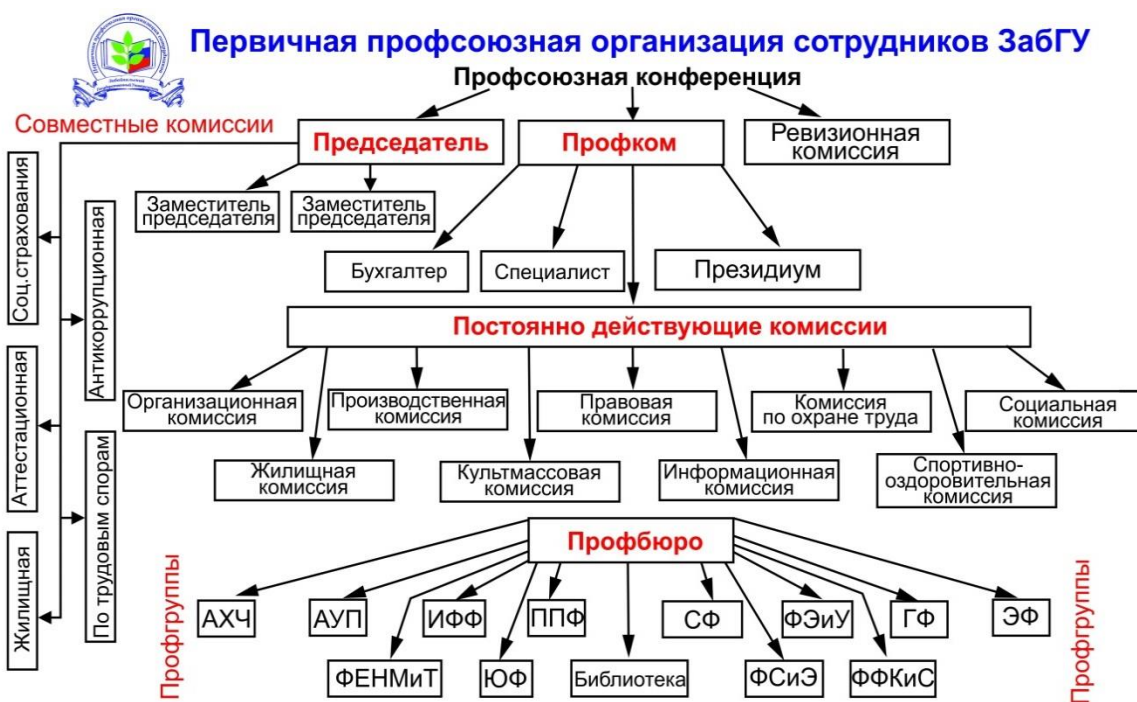 Первичная профсоюзная организация сотрудников ЗабГУ
Профсоюзная конференция
Совместные комиссии
Председатель
Профком
Ревизионная
комиссия
Заместитель
председателя
Заместитель
председателя
Бухгалтер
Специалист
Президиум
Соц.страхования
Антикоррупционная
Аттестационная
По трудовым спорам
Жилищная
Постоянно действующие комиссии
Организационная
комиссия
Производственная
комиссия
Правовая
комиссия
Комиссия
по охране труда
Социальная
комиссия
Жилищная
комиссия
Культмассовая
комиссия
Информационная
комиссия
Спортивно-
оздоровительная
комиссия
Профбюро
Профгруппы
АХЧ
АУП
ИФФ
ППФ
СФ
ФЭиУ
ГФ
ЭФ
ФЕНМиТ
ЮФ
Библиотека
ФСиЭ
ФФКиС
Профгруппы